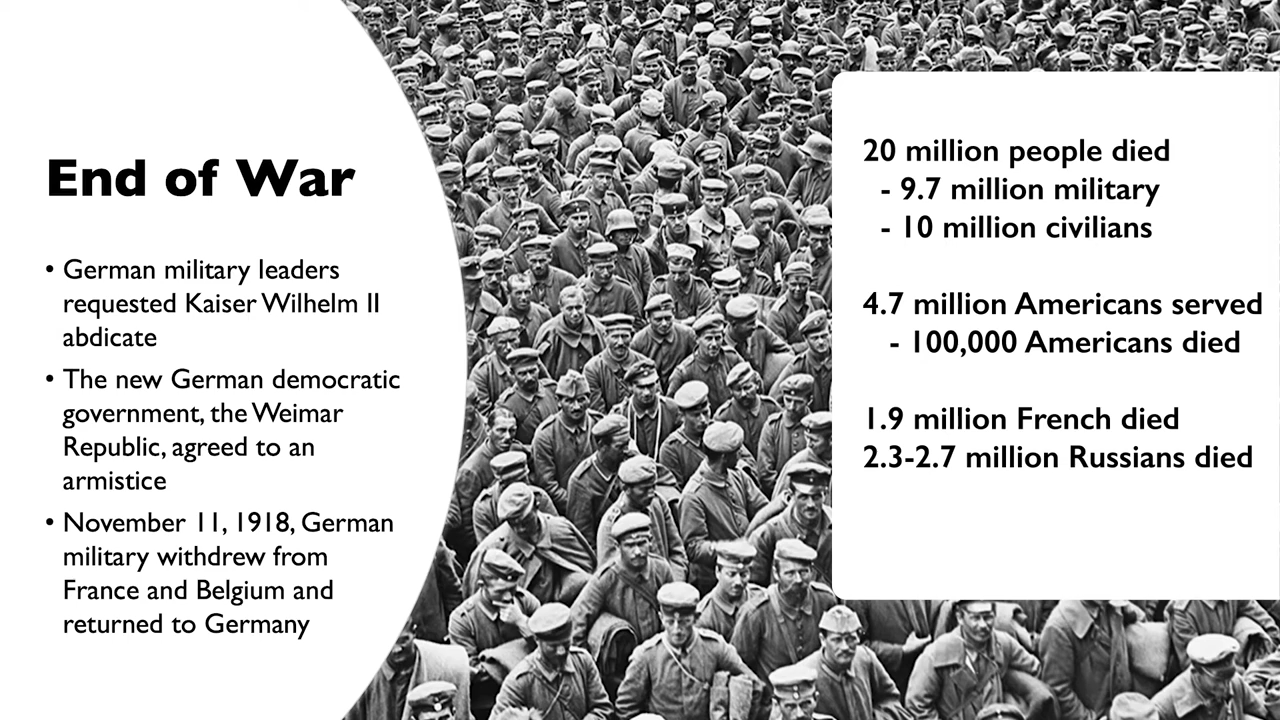 End of War
• German military leaders
requested Kaiser Wilhelm II
abdicate
• The new German democratic
government, the Weimar
Republic, agreed to an
armistice
• November 11, 1918, German
military withdrew from
France and Belgium and
returned to Germany
20 million people died
- 9.7 million military
- 10 million civilians
4.7 million Americans served
- 100,000 Americans died
1.9 million French died
2.3-2.7 million Russians died